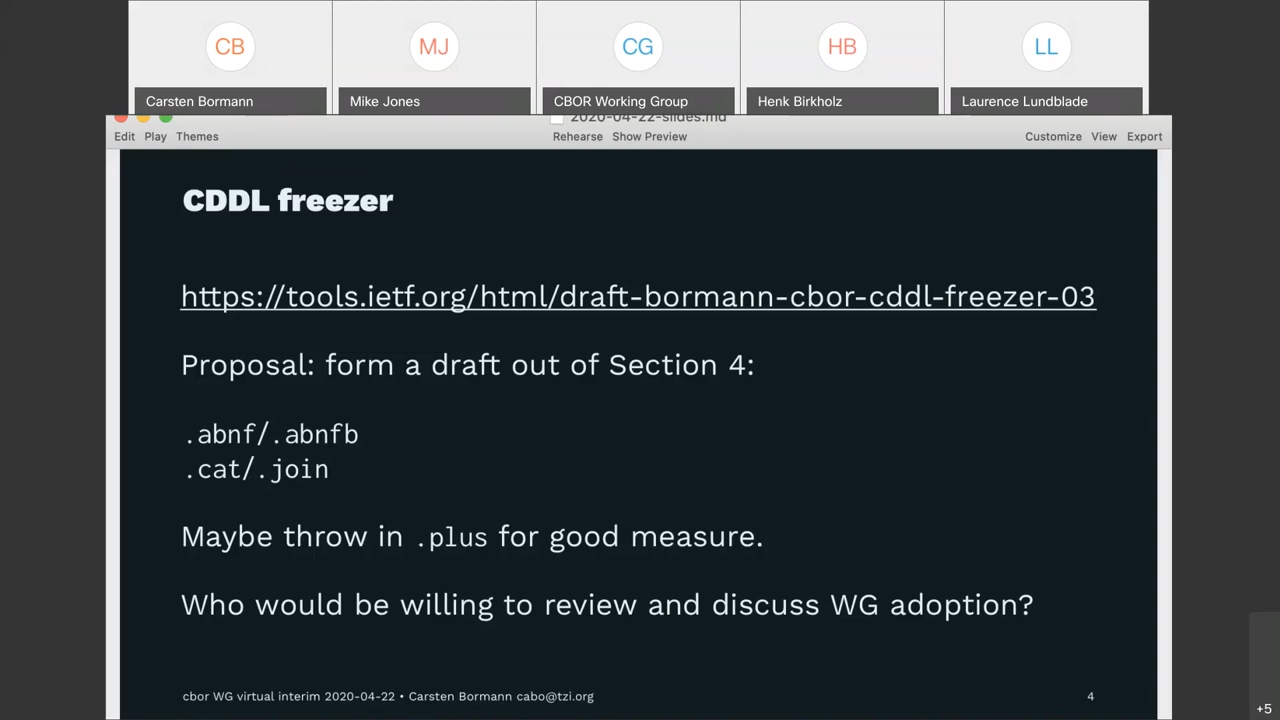 CB
MJ
CG
HB
LL
Carsten Bormann
Mike Jones
CBOR Working Group
Henk Birkholz
Laurence Lundblade
2020-04-22-slides.md
Edit Play Themes
Rehearse Show Preview
Customize View Export
CDDL freezer
https://tools.ietf.org/html/draft-bormann-cbor-cddl-freezer-03
Proposal: form a draft out of Section 4:
.abnf/.abnfb
.cat/.join
Maybe throw in .plus for good measure.
Who would be willing to review and discuss WG adoption?
cbor WG virtual interim 2020-04-22 • Carsten Bormann cabo@tzi.org
4
+5